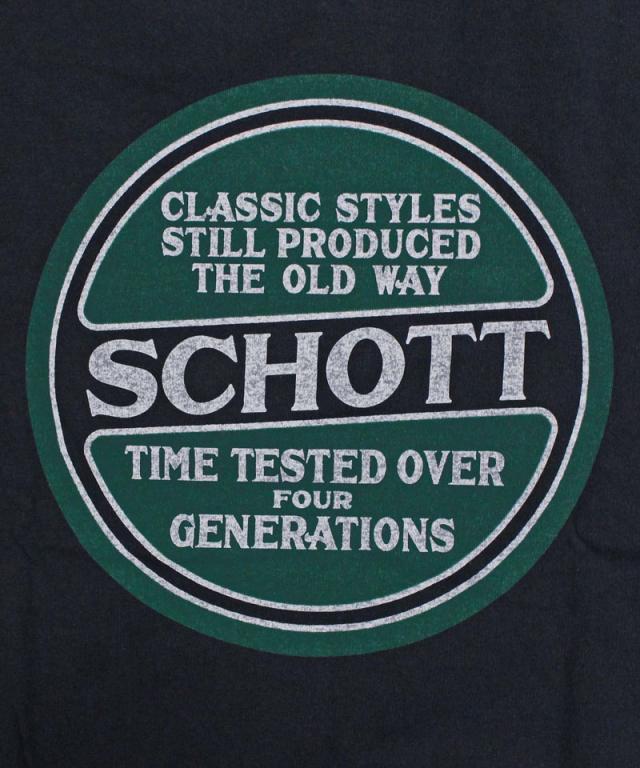 CLASSIC STYLES
STILL PRODUCED
THE OLD WAY
SCHOTT
TIME TESTED OVER
FOUR
GENERATIONS